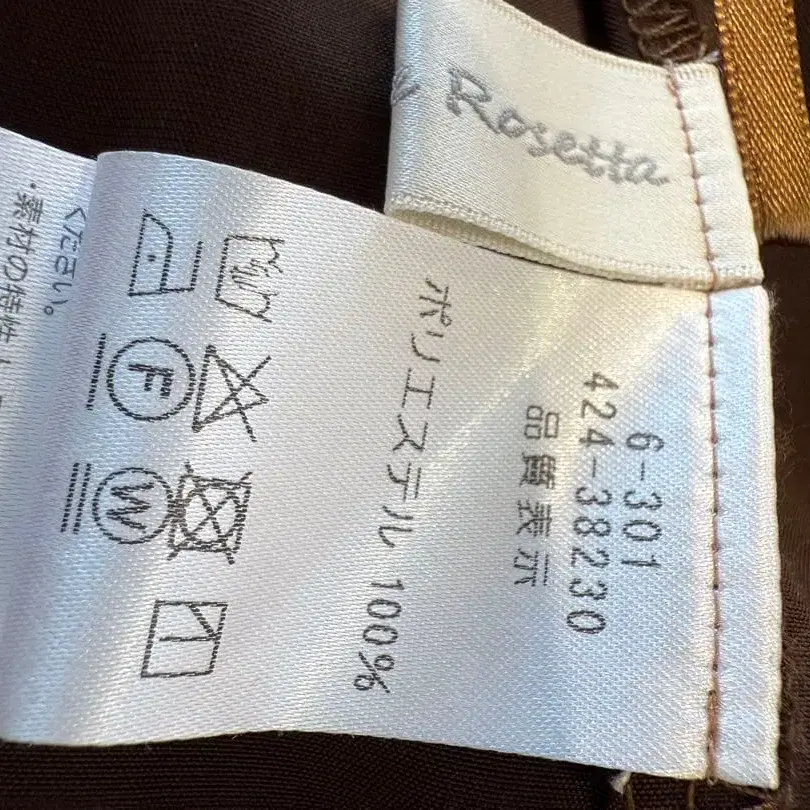 Rosetta
6-301
424-38230
品質表示
ポリエステル 100%
F
W
ください。
・素材の特性